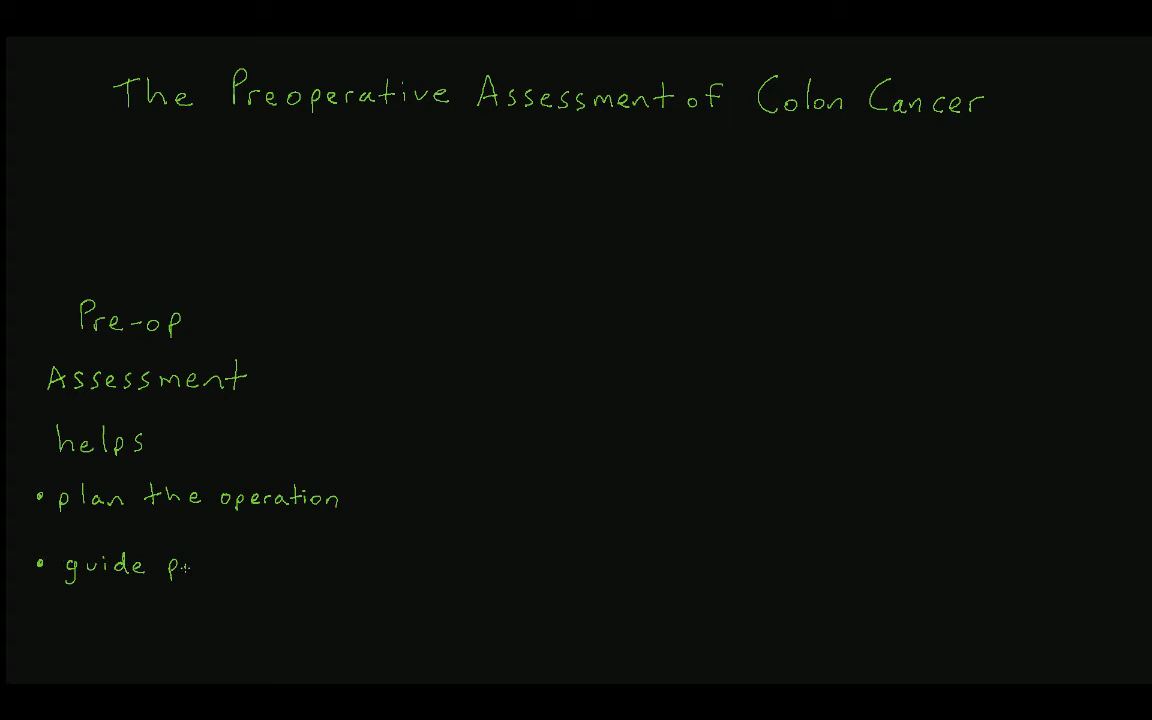 The Preoperative Assessment of Colon Cancer
Pre-op
Assessment
helps
• plan the operation
• guide p